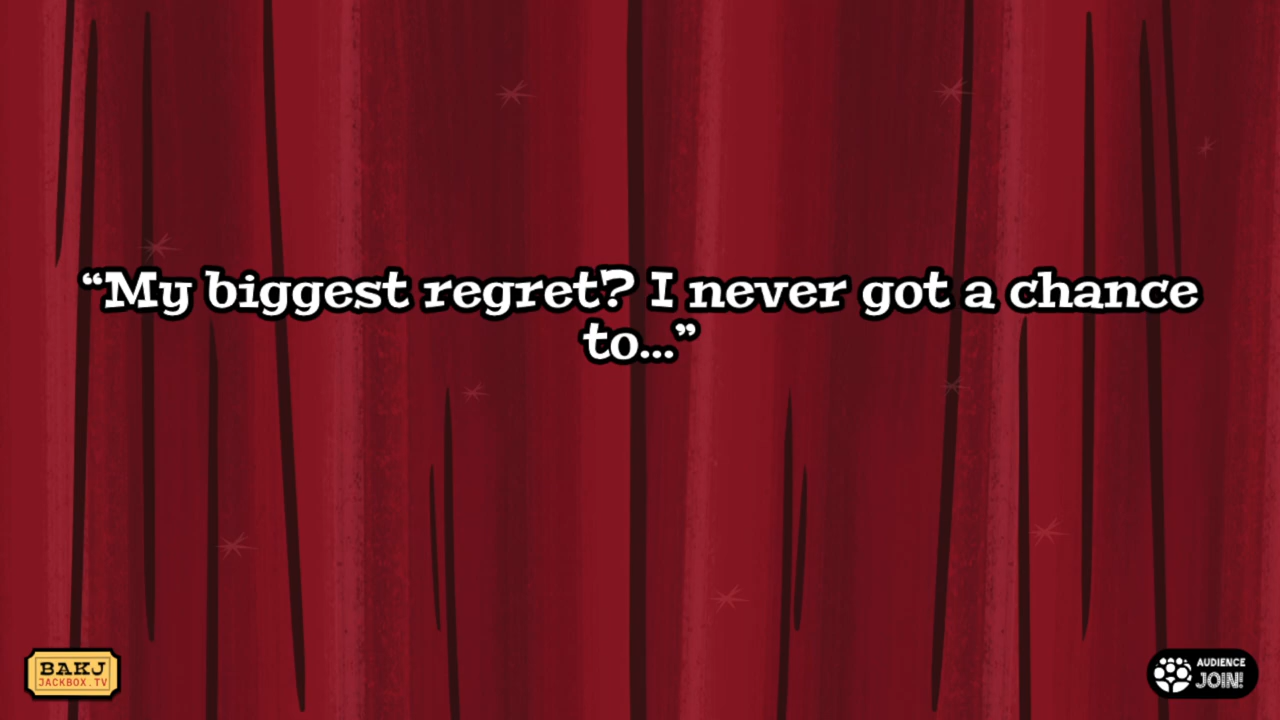 “My biggest regret? I never got a chance
to...”
BAKJ
JACKBOX.TV
AUDIENCE
JOIN!